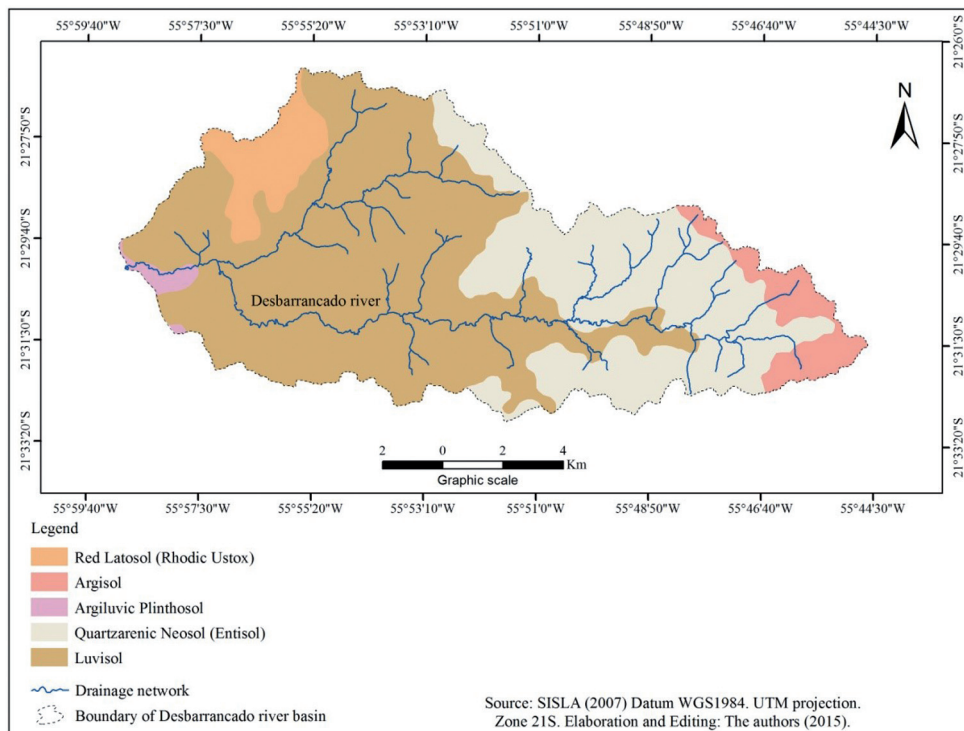 55°59'40"W 55°57'30"W 55°55'20"W 55°53'10"W 55°51'0"W 55°48'50"W 55°46'40"W 55°44'30"W
21°26'0"S
21°27'50"S
21°27'50"S
21°29'40"S
21°29'40"S
21°31'30"S
21°31'30"S
21°33'20"S
21°33'20"S
N
Desbarrancado river
2 0 2 4
Km
Graphic scale
55°59'40"W 55°57'30"W 55°55'20"W 55°53'10"W 55°51'0"W 55°48'50"W 55°46'40"W 55°44'30"W
Legend
Red Latosol (Rhodic Ustox)
Argisol
Argiluvic Plinthosol
Quartzarenic Neosol (Entisol)
Luvisol
Drainage network
Boundary of Desbarrancado river basin
Source: SISLA (2007) Datum WGS1984. UTM projection.
Zone 21S. Elaboration and Editing: The authors (2015).